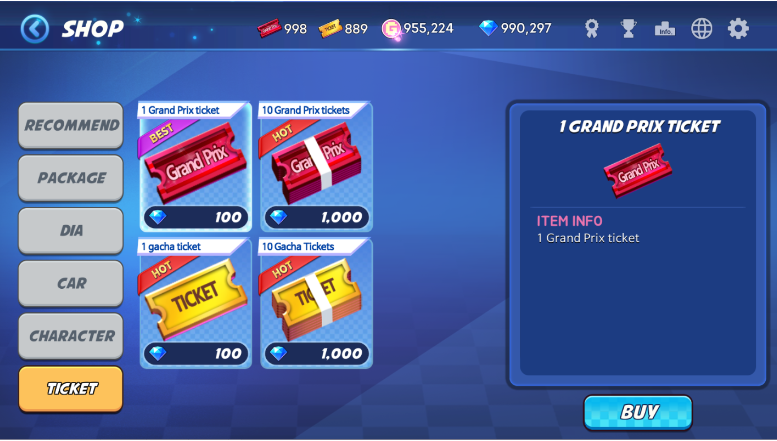 SHOP
998
889
955,224
990,297
Info.
RECOMMEND
PACKAGE
DIA
CAR
CHARACTER
TICKET
1 Grand Prix ticket
BEST
Grand Prix
100
10 Grand Prix tickets
HOT
Grand Prix
1,000
1 gacha ticket
HOT
TICKET
100
10 Gacha Tickets
HOT
TICKET
1,000
1 GRAND PRIX TICKET
Grand Prix
ITEM INFO
1 Grand Prix ticket
BUY